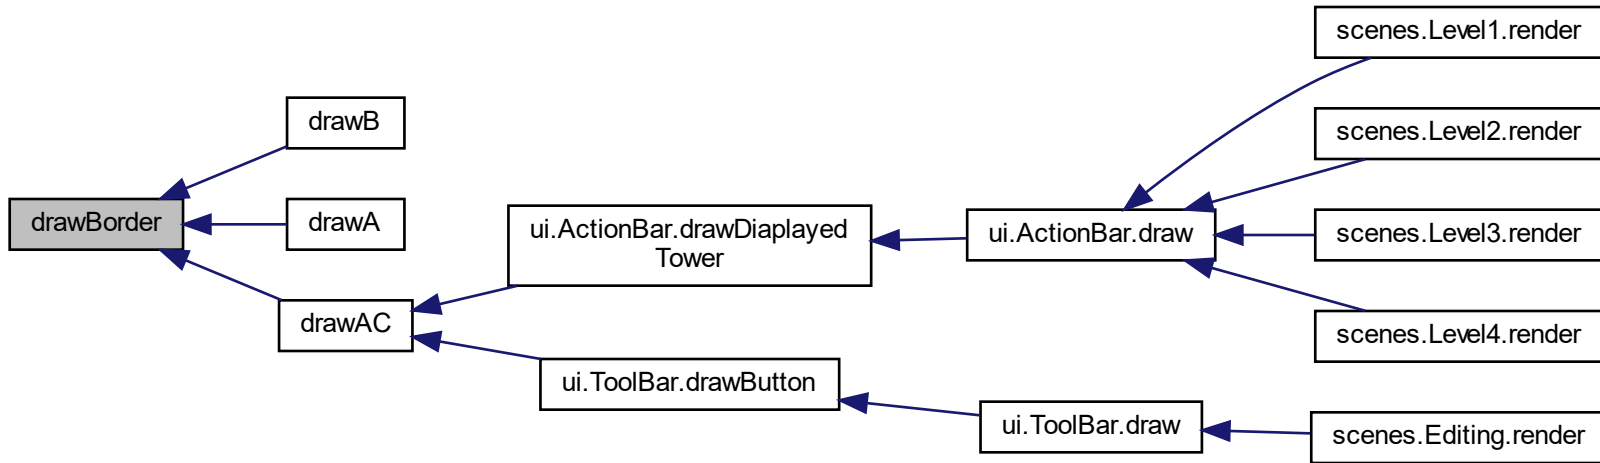 scenes.Level1.render
drawB
scenes.Level2.render
drawBorder
drawA
ui.ActionBar.drawDiaplayed
Tower
ui.ActionBar.draw
scenes.Level3.render
drawAC
scenes.Level4.render
ui.ToolBar.drawButton
ui.ToolBar.draw
scenes.Editing.render